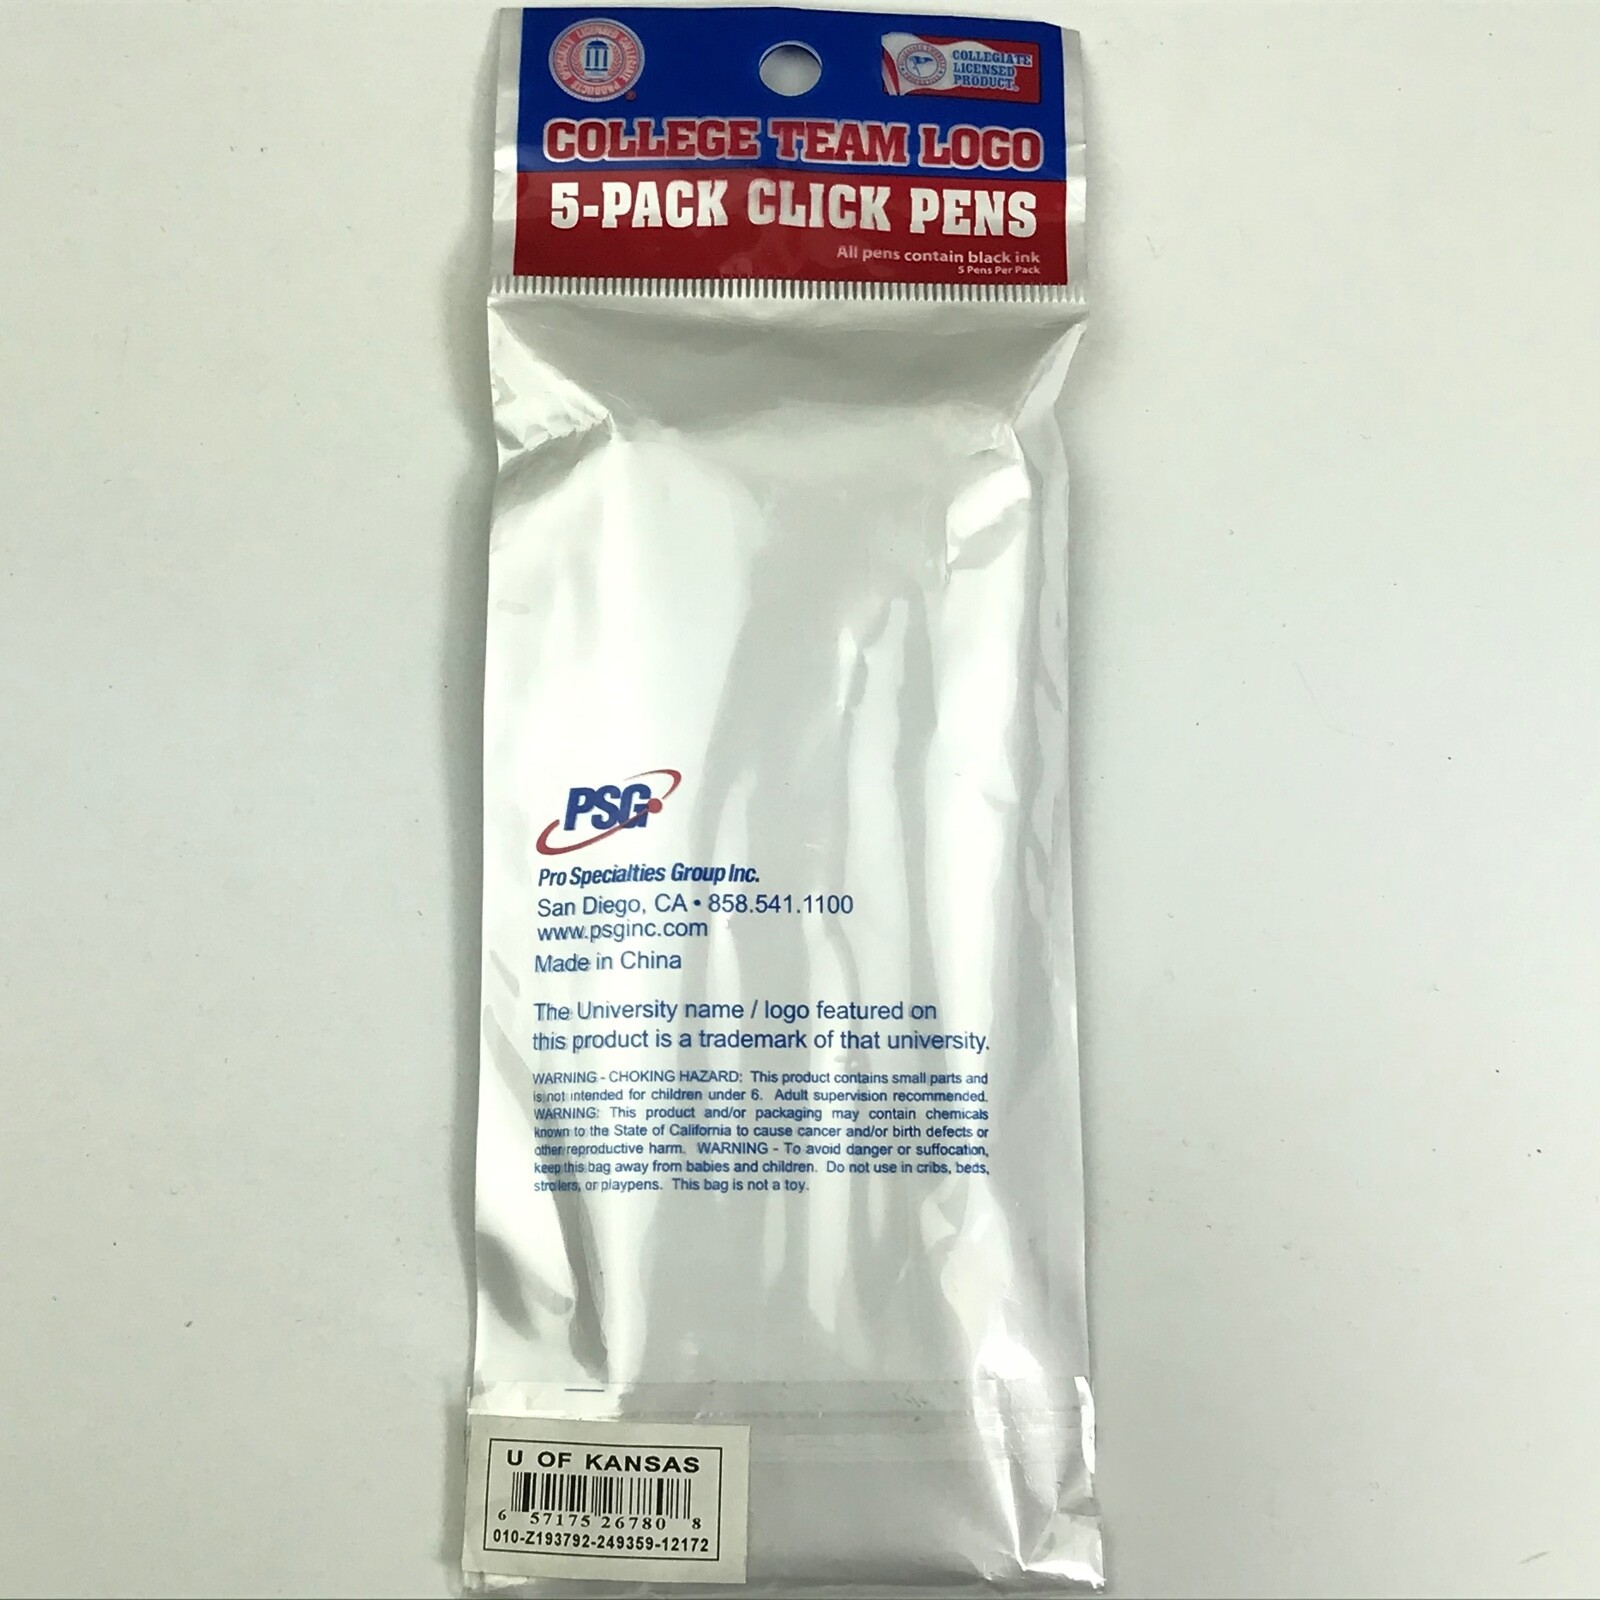 OFFICIALLY LICENSED COLLEGIATE PRODUCTS
COLLEGIATE
LICENSED
PRODUCT
COLLEGE TEAM LOGO
5-PACK CLICK PENS
All pens contain black ink
5 Pens Per Pack
PSG
Pro Specialties Group Inc.
San Diego, CA • 858.541.1100
www.psginc.com
Made in China
The University name / logo featured on
this product is a trademark of that university.
WARNING - CHOKING HAZARD: This product contains small parts and
is not intended for children under 6. Adult supervision recommended.
WARNING: This product and/or packaging may contain chemicals
known to the State of California to cause cancer and/or birth defects or
other reproductive harm. WARNING - To avoid danger or suffocation,
keep this bag away from babies and children. Do not use in cribs, beds,
strollers, or playpens. This bag is not a toy.
U OF KANSAS
6 57175 26780 8
010-Z193792-249359-12172